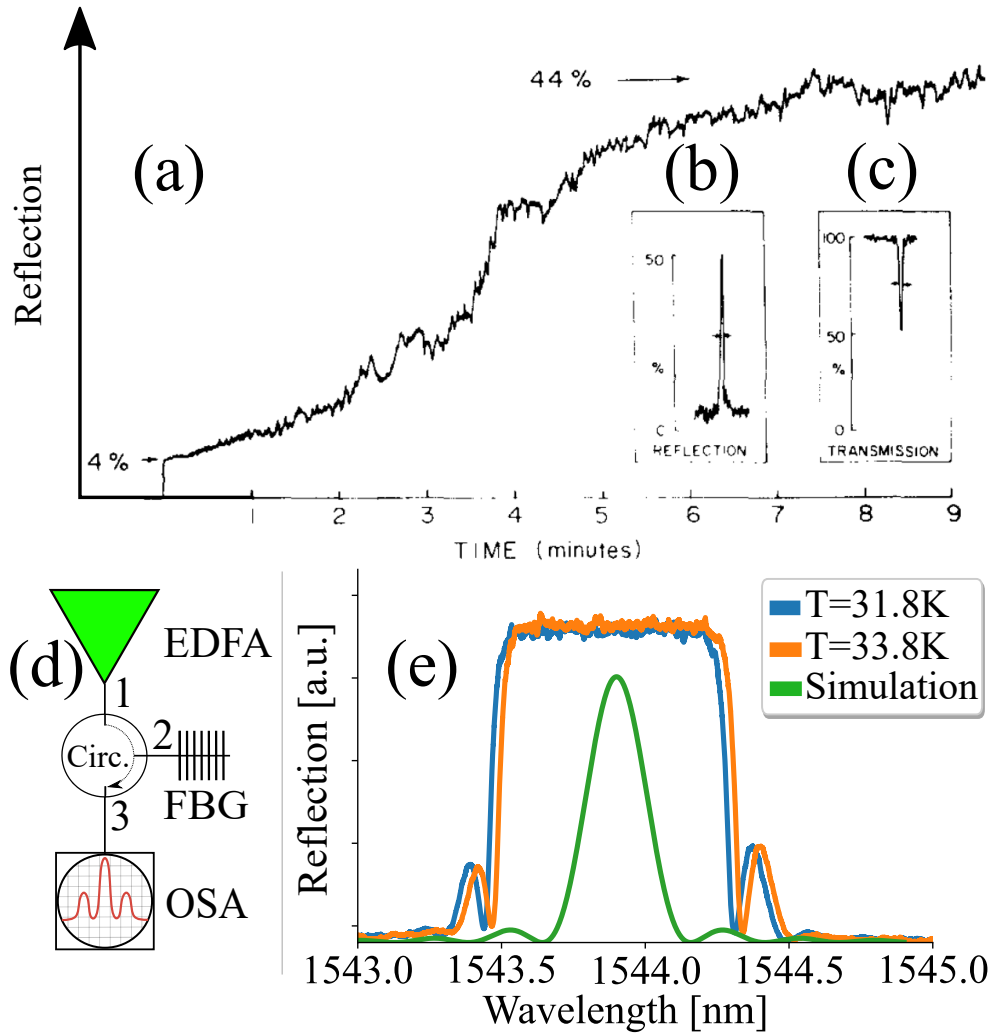 Reflection
(a)
44 %
(b)
(c)
50
%
0
REFLECTION
100
50
%
0
TRANSMISSION
4 %
1 2 3 4 5 6 7 8 9
TIME (minutes)
(d)
EDFA
1
Circ.
2
FBG
3
OSA
(e)
Reflection [a.u.]
T=31.8K
T=33.8K
Simulation
1543.0 1543.5 1544.0 1544.5 1545.0
Wavelength [nm]